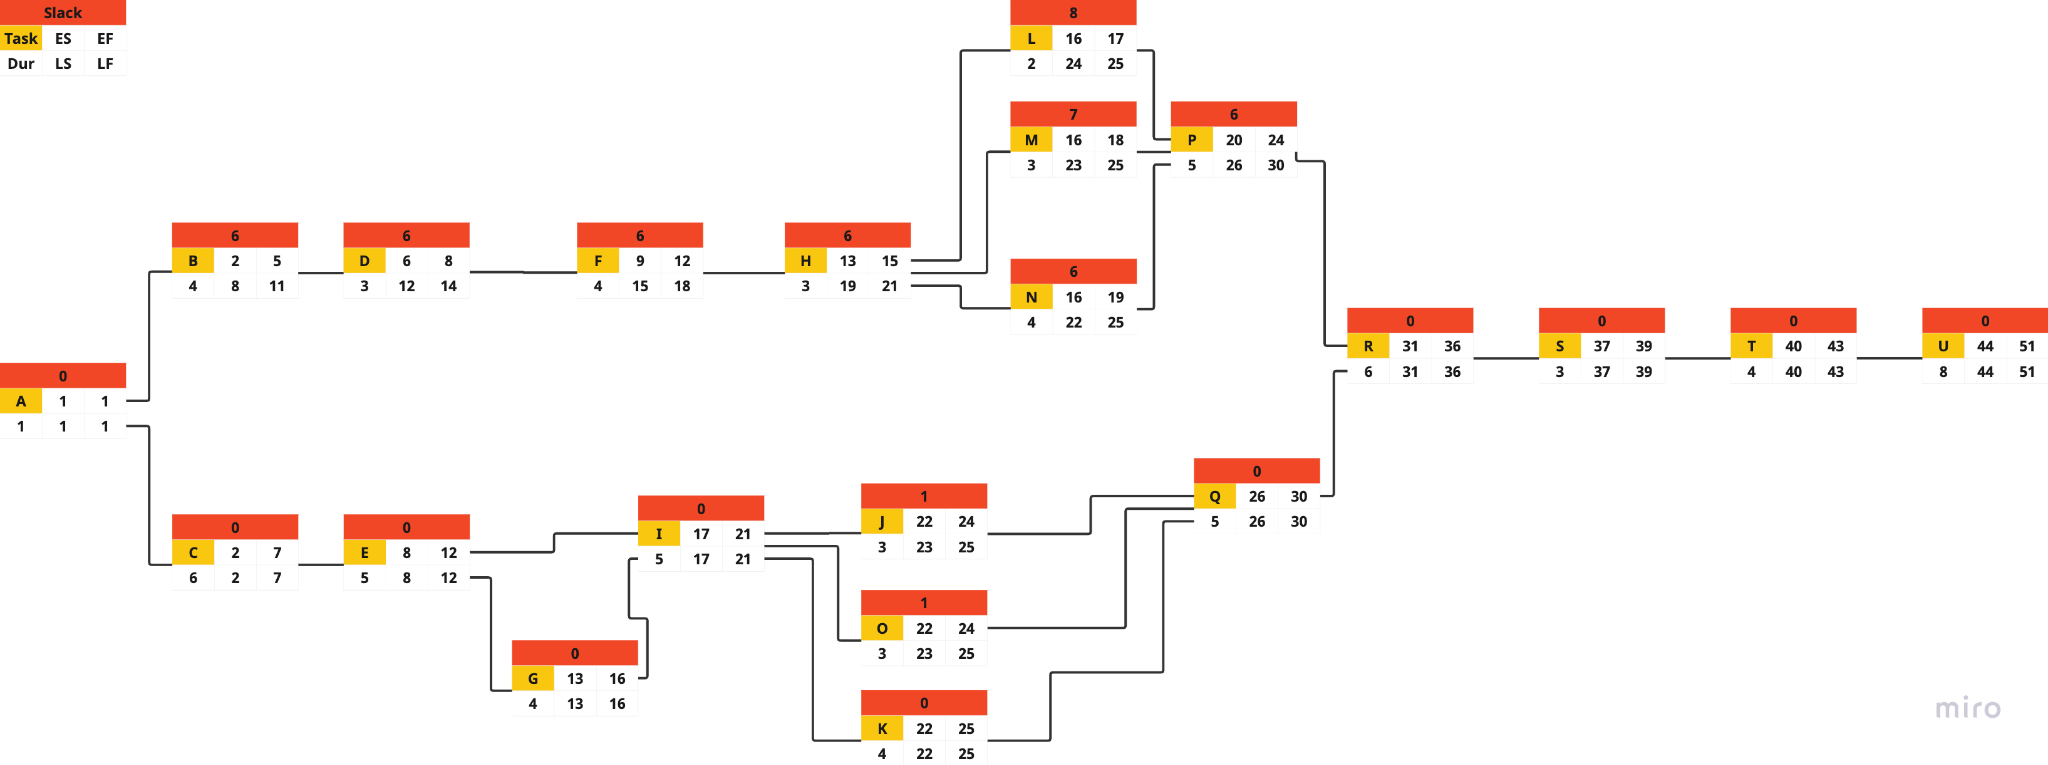 Slack
Task ES EF
Dur LS LF
8
L 16 17
2 24 25
7
M 16 18
3 23 25
6
P 20 24
5 26 30
6
B 2 5
4 8 11
6
D 6 8
3 12 14
6
F 9 12
4 15 18
6
H 13 15
3 19 21
6
N 16 19
4 22 25
0
R 31 36
6 31 36
0
S 37 39
3 37 39
0
T 40 43
4 40 43
0
U 44 51
8 44 51
0
A 1 1
1 1 1
0
C 2 7
6 2 7
0
E 8 12
5 8 12
0
G 13 16
4 13 16
0
I 17 21
5 17 21
1
J 22 24
3 23 25
1
O 22 24
3 23 25
0
K 22 25
4 22 25
0
Q 26 30
5 26 30
miro